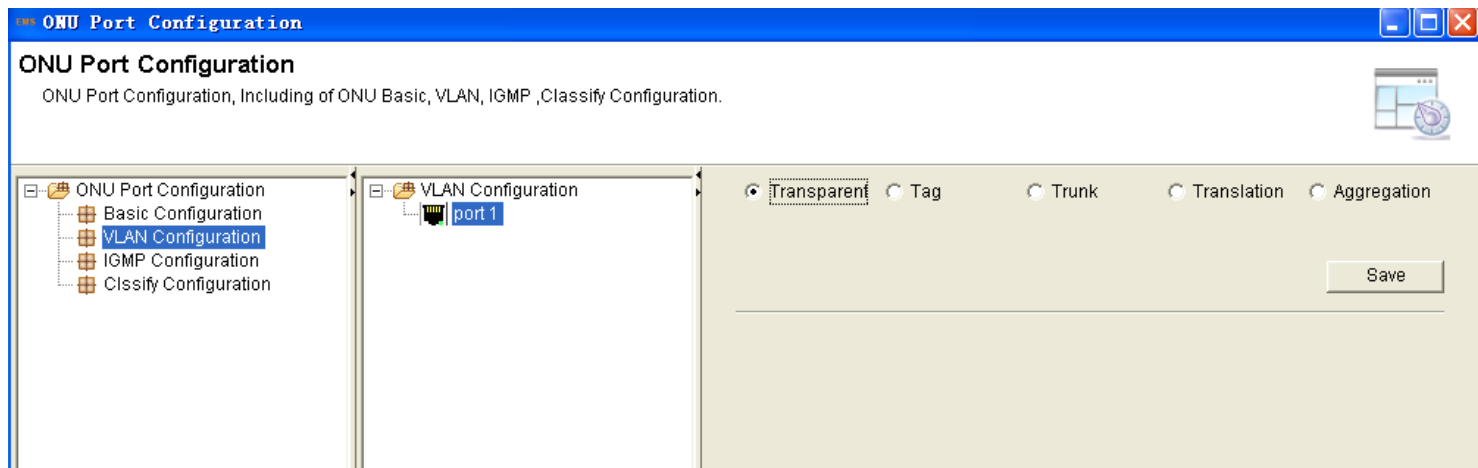 EMS ONU Port Configuration
ONU Port Configuration
ONU Port Configuration, Including of ONU Basic, VLAN, IGMP ,Classify Configuration.
ONU Port Configuration
Basic Configuration
VLAN Configuration
IGMP Configuration
Clssify Configuration
VLAN Configuration
port 1
Transparent Tag Trunk Translation Aggregation
Save